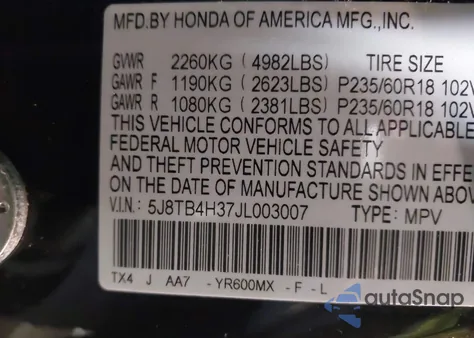 MFD.BY HONDA OF AMERICA MFG.,INC.
GVWR 2260KG (4982LBS) TIRE SIZE
GAWR F 1190KG (2623LBS) P235/60R18 102V
GAWR R 1080KG (2381LBS) P235/60R18 102V
THIS VEHICLE CONFORMS TO ALL APPLICABL
FEDERAL MOTOR VEHICLE SAFETY
AND THEFT PREVENTION STANDARDS IN EFFE
ON THE DATE OF MANUFACTURE SHOWN ABO
V.I.N.: 5J8TB4H37JL003007 TYPE: MPV
TX4 J AA7 -YR600MX -F -L
autoSnap